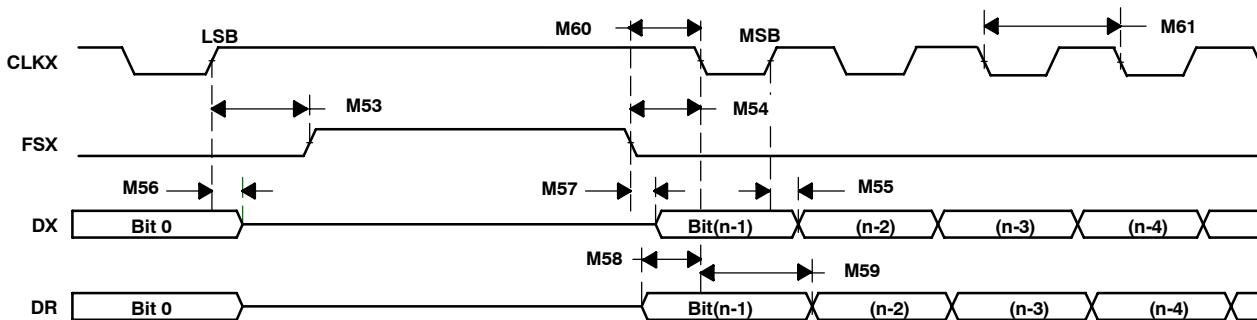 M60
M61
LSB
MSB
CLKX
M53
M54
FSX
M56
M57
M55
DX
Bit 0
Bit(n-1)
(n-2)
(n-3)
(n-4)
M58
M59
DR
Bit 0
Bit(n-1)
(n-2)
(n-3)
(n-4)